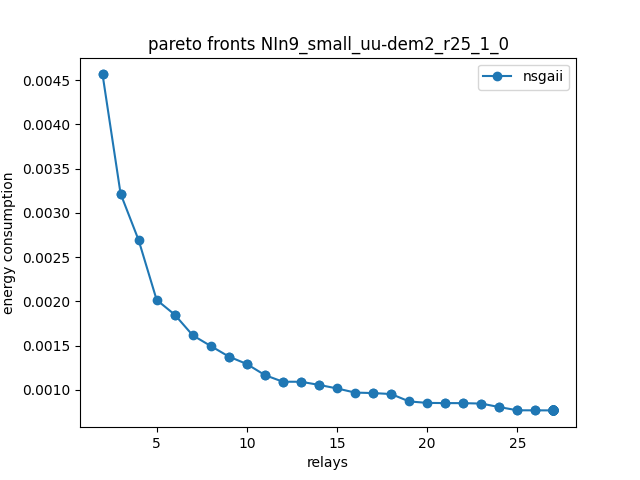 pareto fronts NIn9_small_uu-dem2_r25_1_0
nsgaii
energy consumption
0.0045
0.0040
0.0035
0.0030
0.0025
0.0020
0.0015
0.0010
5 10 15 20 25
relays